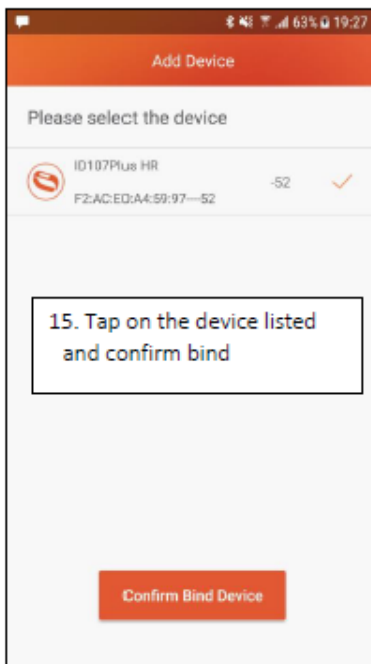 63% 19:27
Add Device
Please select the device
ID107Plus HR
-52
F2:AC:ED:A4:59:97—52
15. Tap on the device listed
and confirm bind
Confirm Bind Device